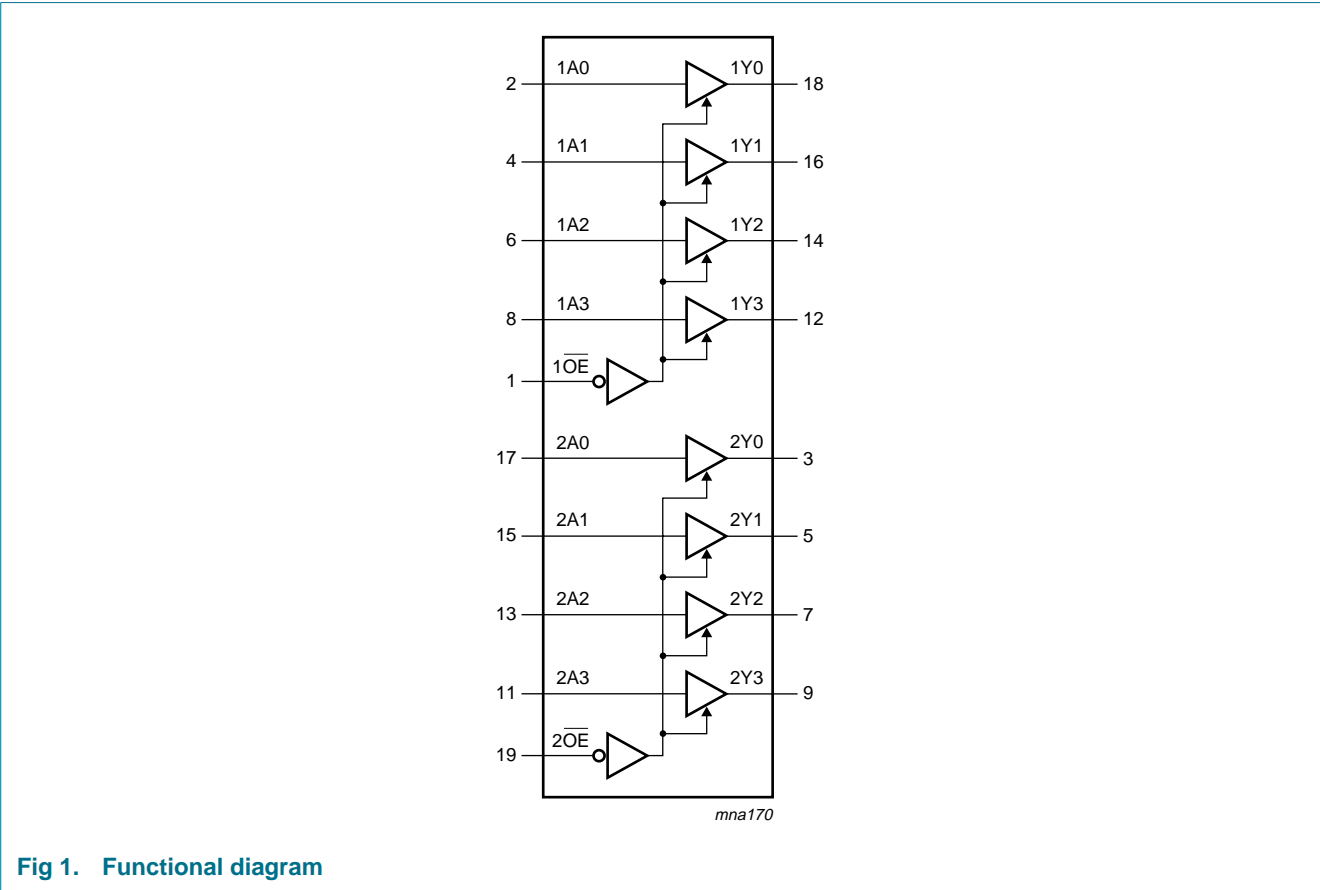 1A0 1Y0
2 18
1A1 1Y1
4 16
1A2 1Y2
6 14
1A3 1Y3
8 12
1O̅E̅
1
2A0 2Y0
17 3
2A1 2Y1
15 5
2A2 2Y2
13 7
2A3 2Y3
11 9
2O̅E̅
19
mna170
Fig 1. Functional diagram